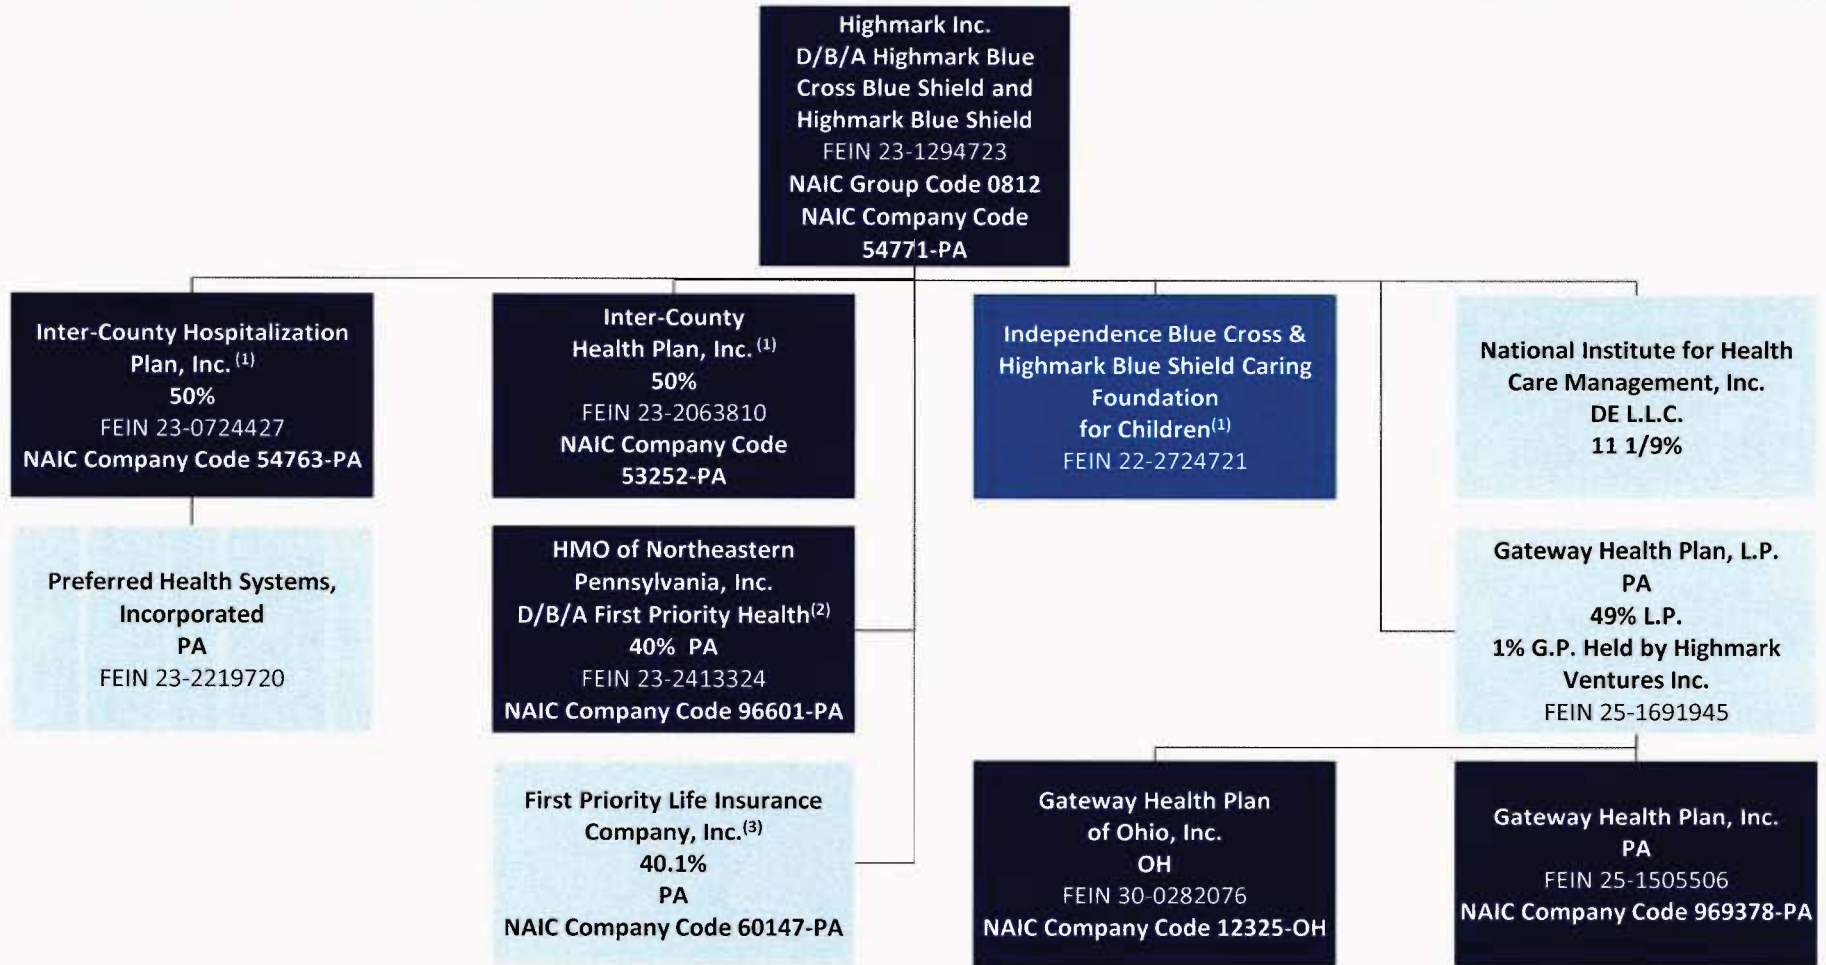 Highmark Inc.
D/B/A Highmark Blue
Cross Blue Shield and
Highmark Blue Shield
FEIN 23-1294723
NAIC Group Code 0812
NAIC Company Code
54771-PA
Inter-County Hospitalization
Plan, Inc. (1)
50%
FEIN 23-0724427
NAIC Company Code 54763-PA
Inter-County
Health Plan, Inc. (1)
50%
FEIN 23-2063810
NAIC Company Code
53252-PA
Independence Blue Cross &
Highmark Blue Shield Caring
Foundation
for Children(1)
FEIN 22-2724721
National Institute for Health
Care Management, Inc.
DE L.L.C.
11 1/9%
Preferred Health Systems,
Incorporated
PA
FEIN 23-2219720
HMO of Northeastern
Pennsylvania, Inc.
D/B/A First Priority Health(2)
40% PA
FEIN 23-2413324
NAIC Company Code 96601-PA
Gateway Health Plan, L.P.
PA
49% L.P.
1% G.P. Held by Highmark
Ventures Inc.
FEIN 25-1691945
First Priority Life Insurance
Company, Inc.(3)
40.1%
PA
NAIC Company Code 60147-PA
Gateway Health Plan
of Ohio, Inc.
OH
FEIN 30-0282076
NAIC Company Code 12325-OH
Gateway Health Plan, Inc.
PA
FEIN 25-1505506
NAIC Company Code 969378-PA